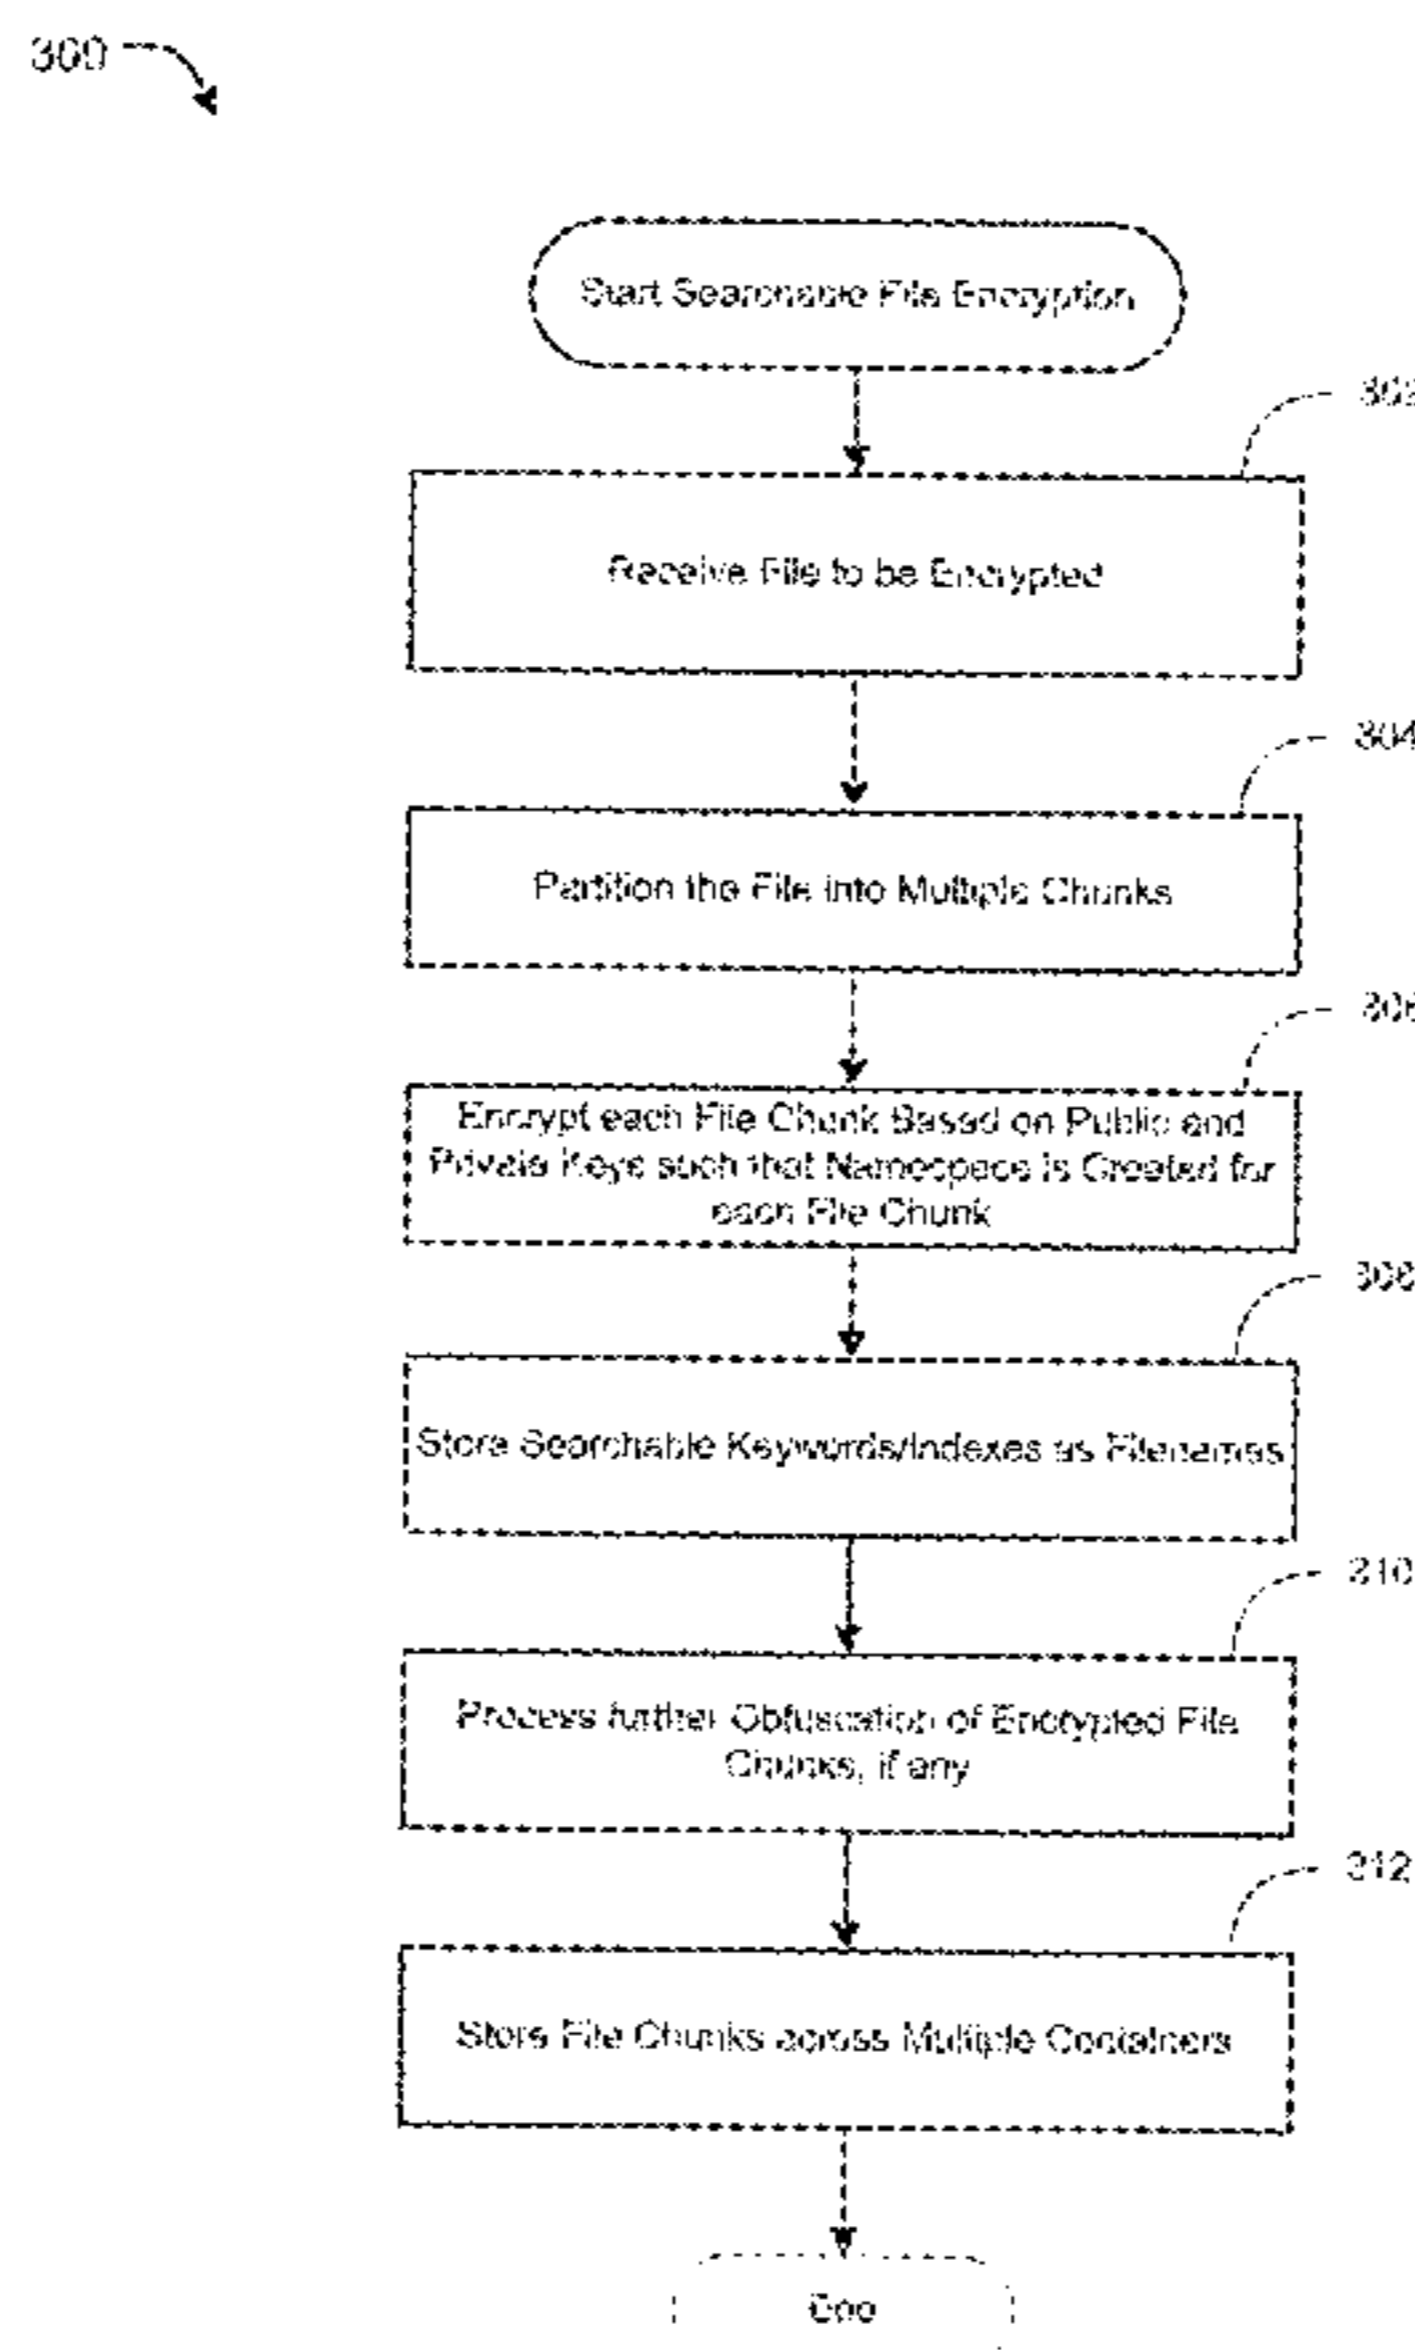 300
Start Searchable File Encryption
302
Receive File to be Encrypted
304
Partition the File into Multiple Chunks
306
Encrypt each File Chunk Based on Public and
Private Keys such that Namespace is Created for
each File Chunk
308
Store Searchable Keywords/Indexes as Filenames
310
Process further Obfuscation of Encrypted File
Chunks, if any
312
Store File Chunks across Multiple Containers
End